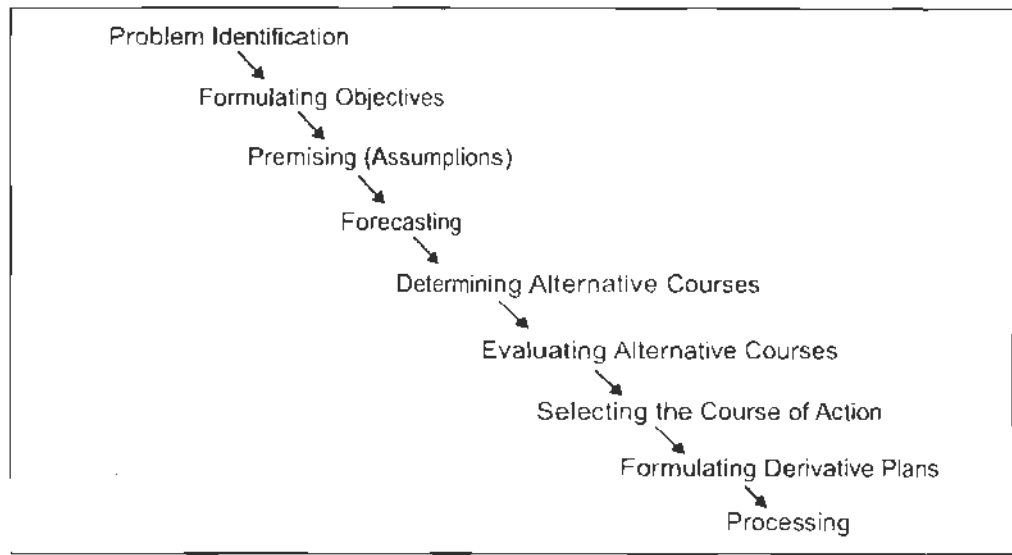 Problem Identification
Formulating Objectives
Premising (Assumptions)
Forecasting
Determining Alternative Courses
Evaluating Alternative Courses
Selecting the Course of Action
Formulating Derivative Plans
Processing